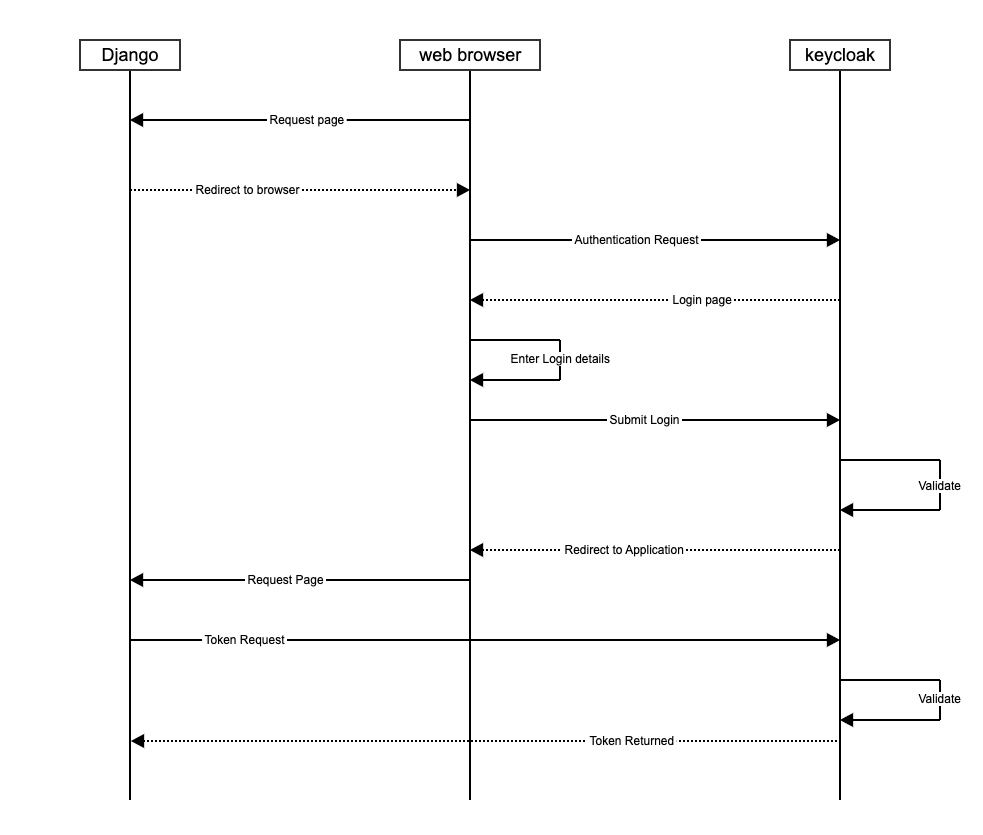 Django
web browser
keycloak
Request page
Redirect to browser
Authentication Request
Login page
Enter Login details
Submit Login
Validate
Redirect to Application
Request Page
Token Request
Validate
Token Returned